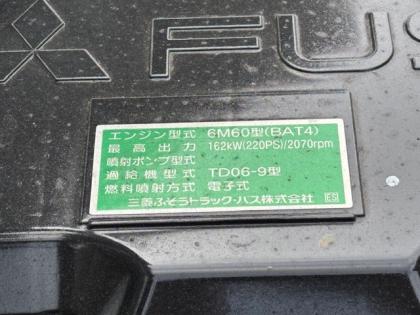 FUS
エンジン型式 6M60型(BAT4)
最高出力 162kW(220PS)/2070rpm
噴射ポンプ型式
過給機型式 TD06-9型
燃料噴射方式 電子式
三菱ふそうトラック・バス株式会社 ES